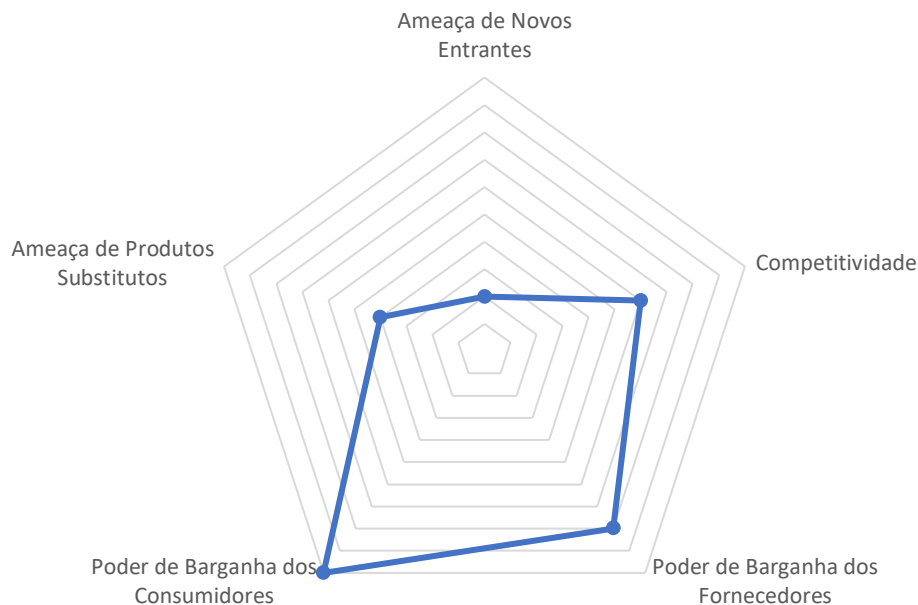 Ameaça de Novos
Entrantes
Ameaça de Produtos
Substitutos
Competitividade
Poder de Barganha dos
Consumidores
Poder de Barganha dos
Fornecedores